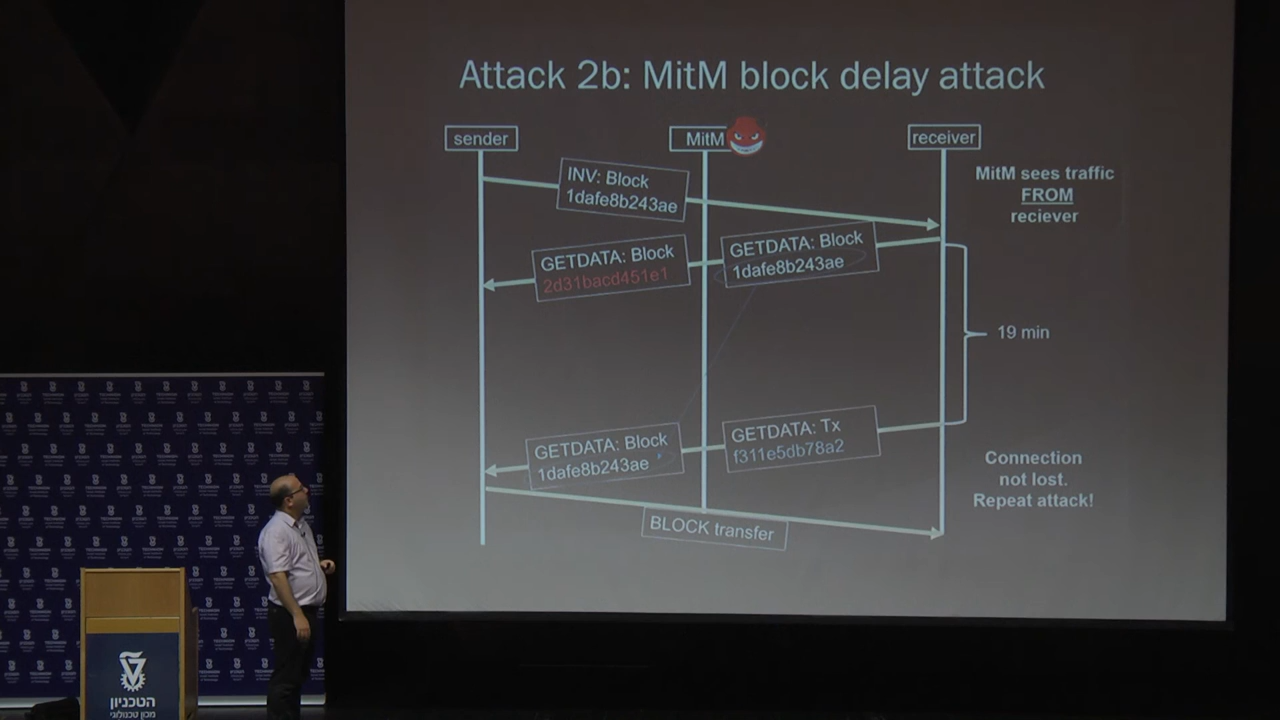 Attack 2b: MitM block delay attack
sender
MitM
receiver
INV: Block
1dafe8b243ae
MitM sees traffic
FROM
reciever
GETDATA: Block
2d31bacd451e1
GETDATA: Block
1dafe8b243ae
19 min
GETDATA: Block
1dafe8b243ae
GETDATA: Tx
f311e5db78a2
Connection
not lost.
Repeat attack!
BLOCK transfer
הטכניון
מכון טכנולוגי